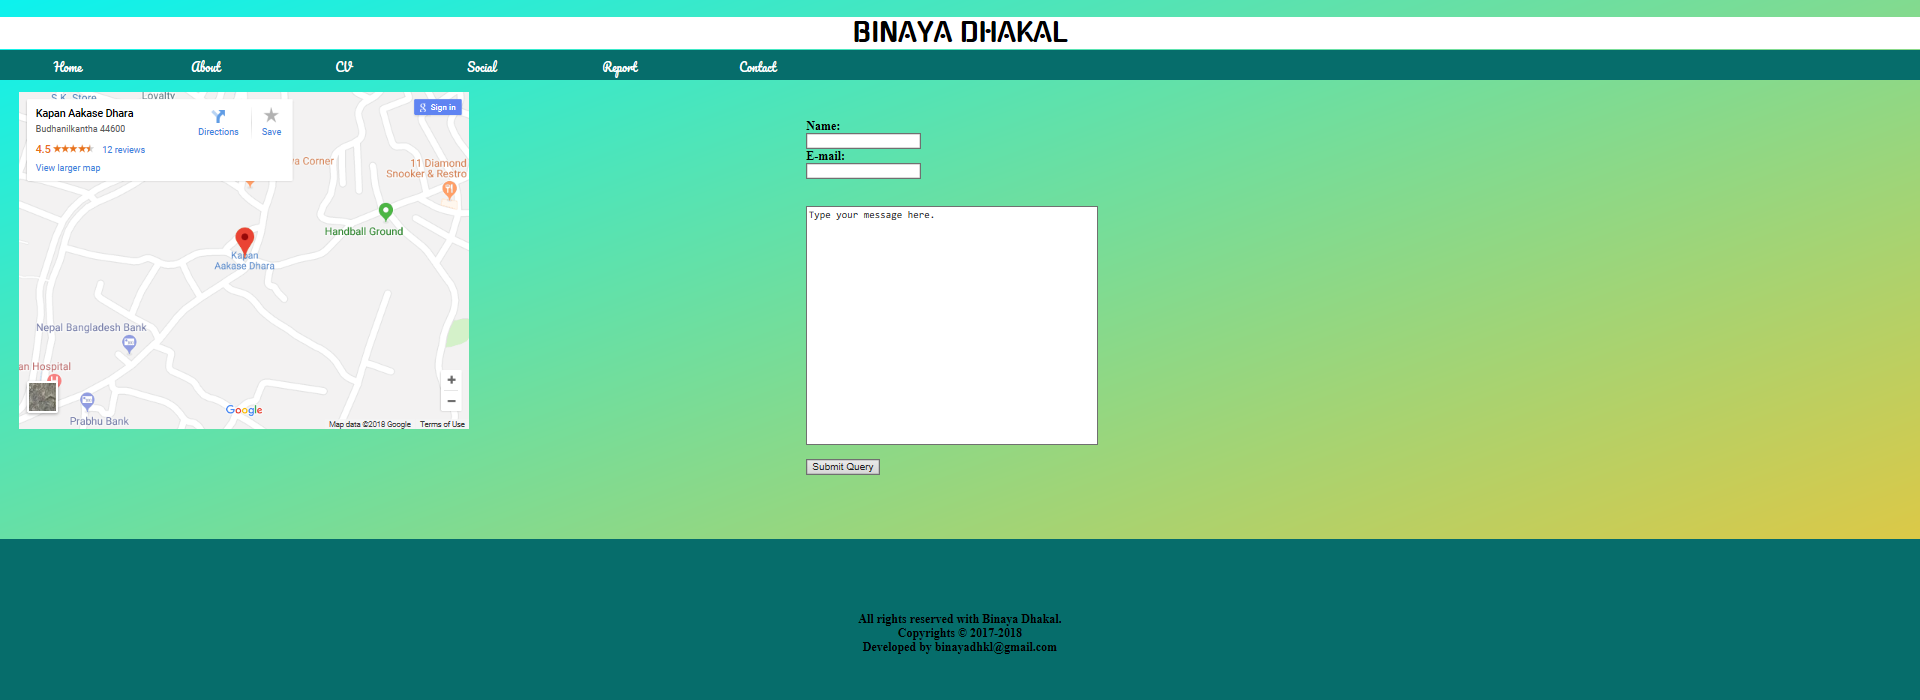 BINAYA DHAKAL
Home About CV Social Report Contact
S.K. Store Lovalty
Kapan Aakase Dhara
Budhanilkantha 44600
Directions Save
4.5 12 reviews
View larger map
Sign in
Corner
11 Diamond
Snooker & Restro
Handball Ground
Kapan
Aakase Dhara
Nepal Bangladesh Bank
Hospital
Prabhu Bank
Google
Map data ©2018 Google Terms of Use
Name:
E-mail:
Type your message here.
Submit Query
All rights reserved with Binaya Dhakal.
Copyrights © 2017-2018
Developed by binayadhkl@gmail.com